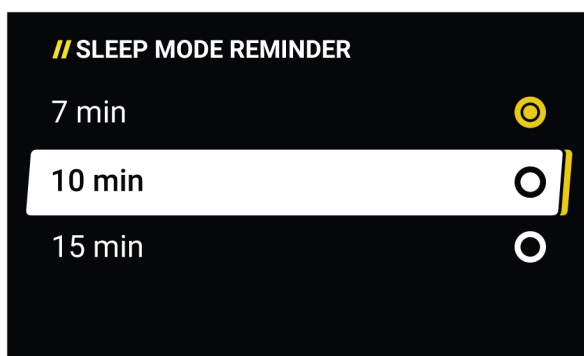 // SLEEP MODE REMINDER
7 min
10 min
15 min